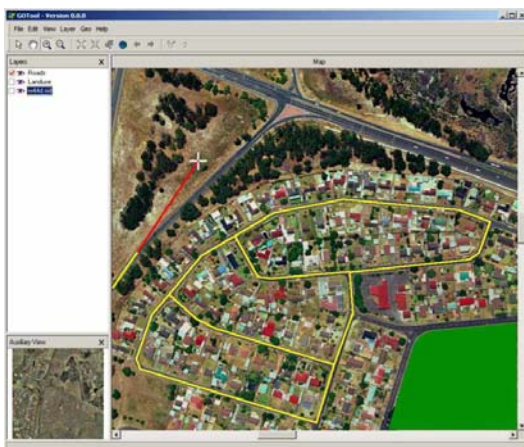 GOTool - Version 0.0.0
File Edit View Layer Geo Help
Layers X
Map
Roads
Landuse
Auxiliary View X